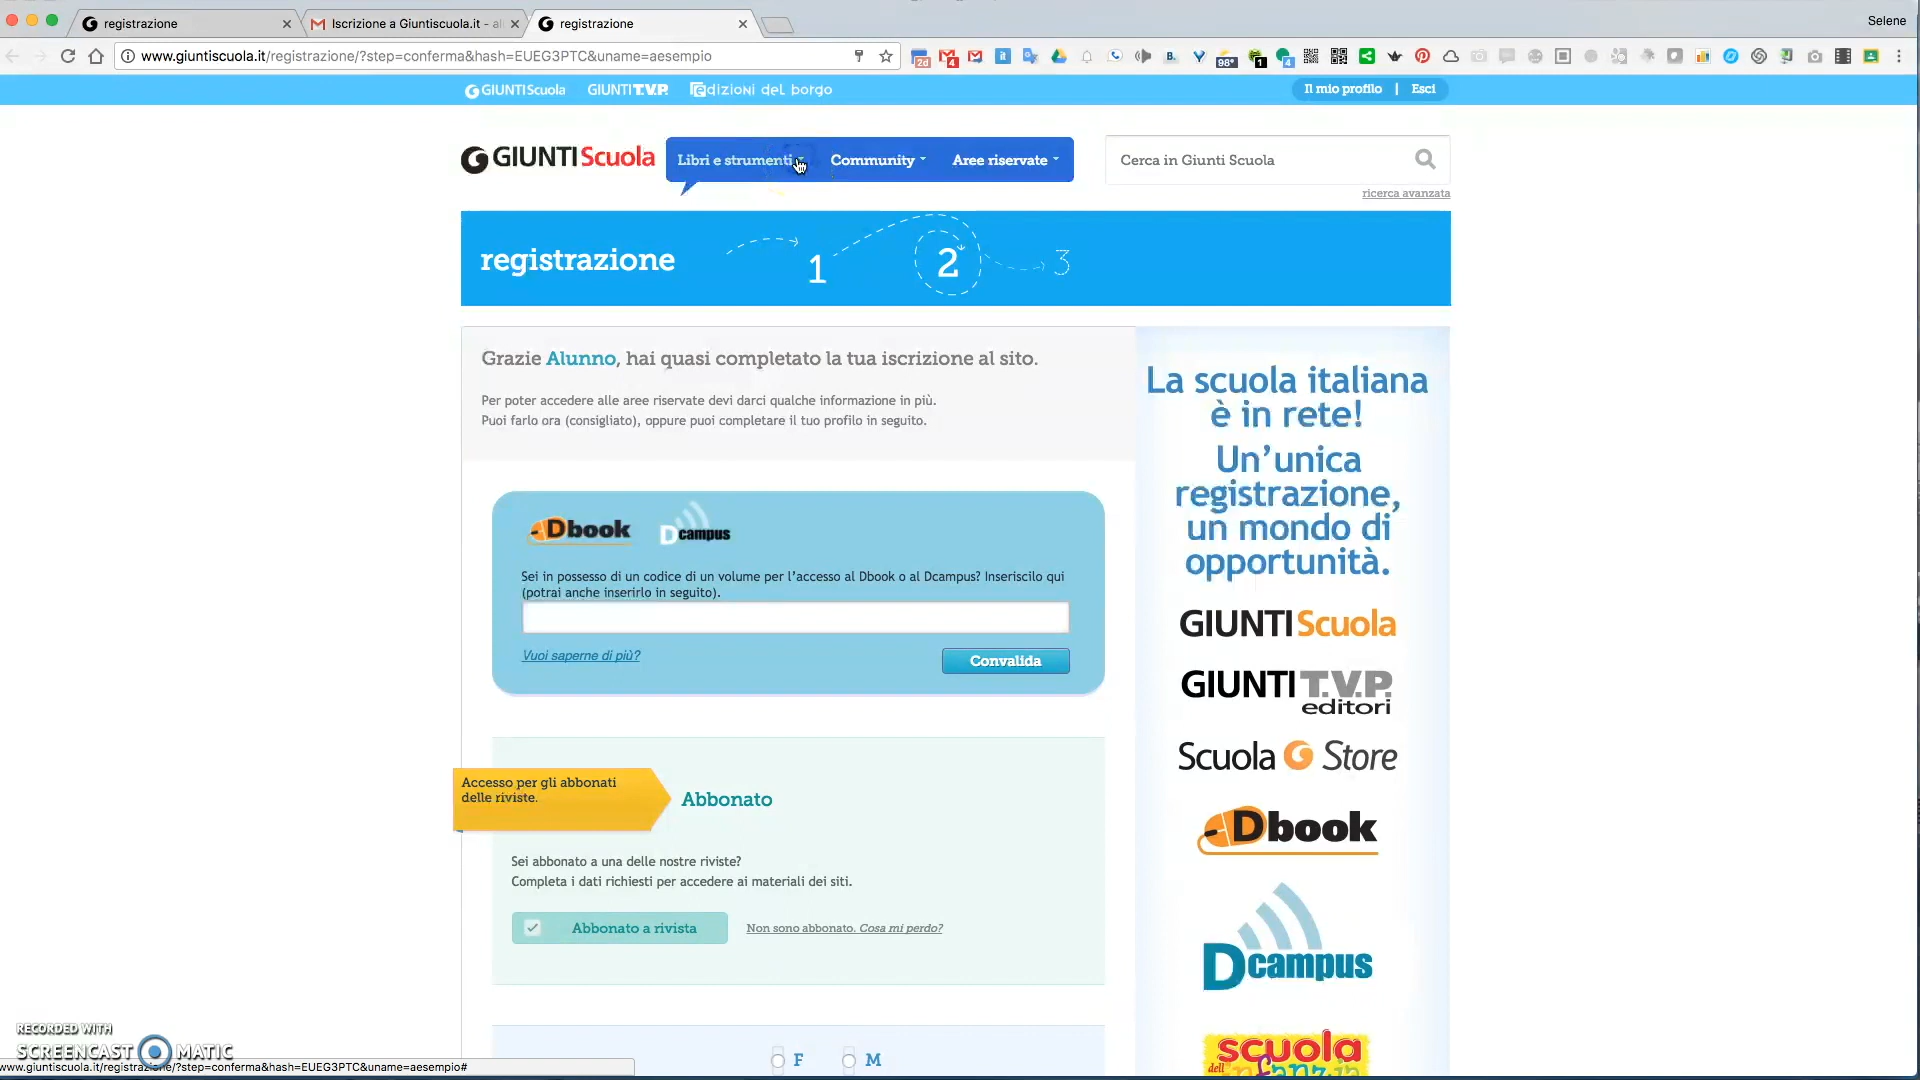 registrazione
Iscrizione a Giuntiscuola.it - al
registrazione
Selene
www.giuntiscuola.it/registrazione/?step=conferma&hash=EUEG3PTC&uname=aesempio
2d
4
98°
1
4
GIUNTIScuola
GIUNTI T.V.P.
edizioni del borgo
Il mio profilo | Esci
GIUNTI Scuola
Libri e strumenti
Community
Aree riservate
Cerca in Giunti Scuola
ricerca avanzata
registrazione
1
2
3
Grazie Alunno, hai quasi completato la tua iscrizione al sito.
Per poter accedere alle aree riservate devi darci qualche informazione in più.
Puoi farlo ora (consigliato), oppure puoi completare il tuo profilo in seguito.
Dbook
Dcampus
Sei in possesso di un codice di un volume per l'accesso al Dbook o al Dcampus? Inseriscilo qui
(potrai anche inserirlo in seguito).
Vuoi saperne di più?
Convalida
Accesso per gli abbonati
delle riviste.
Abbonato
Sei abbonato a una delle nostre riviste?
Completa i dati richiesti per accedere ai materiali dei siti.
Abbonato a rivista
Non sono abbonato. Cosa mi perdo?
F
M
La scuola italiana
è in rete!
Un'unica
registrazione,
un mondo di
opportunità.
GIUNTI Scuola
GIUNTI T.V.P.
editori
Scuola Store
Dbook
Dcampus
scuola
dell'infanzia
RECORDED WITH
SCREENCAST MATIC
www.giuntiscuola.it/registrazione/?step=conferma&hash=EUEG3PTC&uname=aesempio#